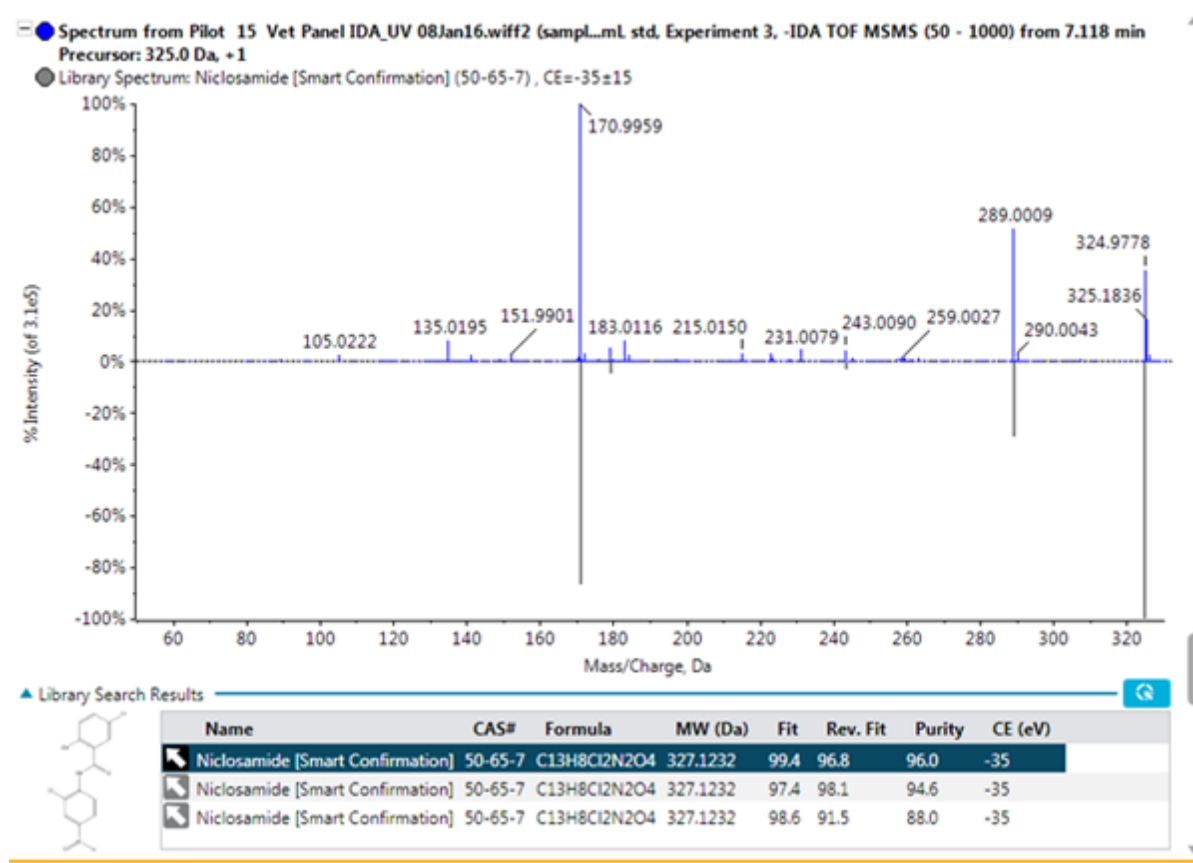 Spectrum from Pilot 15 Vet Panel IDA_UV 08Jan16.wiff2 (sampl...mL std, Experiment 3, -IDA TOF MSMS (50 - 1000) from 7.118 min
Precursor: 325.0 Da, +1
Library Spectrum: Niclosamide [Smart Confirmation] (50-65-7) , CE=-35±15
100%
170.9959
80%
60%
289.0009
324.9778
40%
325.1836
20%
105.0222
135.0195
151.9901
183.0116
215.0150
231.0079
243.0090
259.0027
290.0043
0%
-20%
-40%
-60%
-80%
-100%
% Intensity (of 3.1e5)
60 80 100 120 140 160 180 200 220 240 260 280 300 320
Mass/Charge, Da
Library Search Results
Name CAS# Formula MW (Da) Fit Rev. Fit Purity CE (eV)
Niclosamide [Smart Confirmation] 50-65-7 C13H8Cl2N2O4 327.1232 99.4 96.8 96.0 -35
Niclosamide [Smart Confirmation] 50-65-7 C13H8Cl2N2O4 327.1232 97.4 98.1 94.6 -35
Niclosamide [Smart Confirmation] 50-65-7 C13H8Cl2N2O4 327.1232 98.6 91.5 88.0 -35